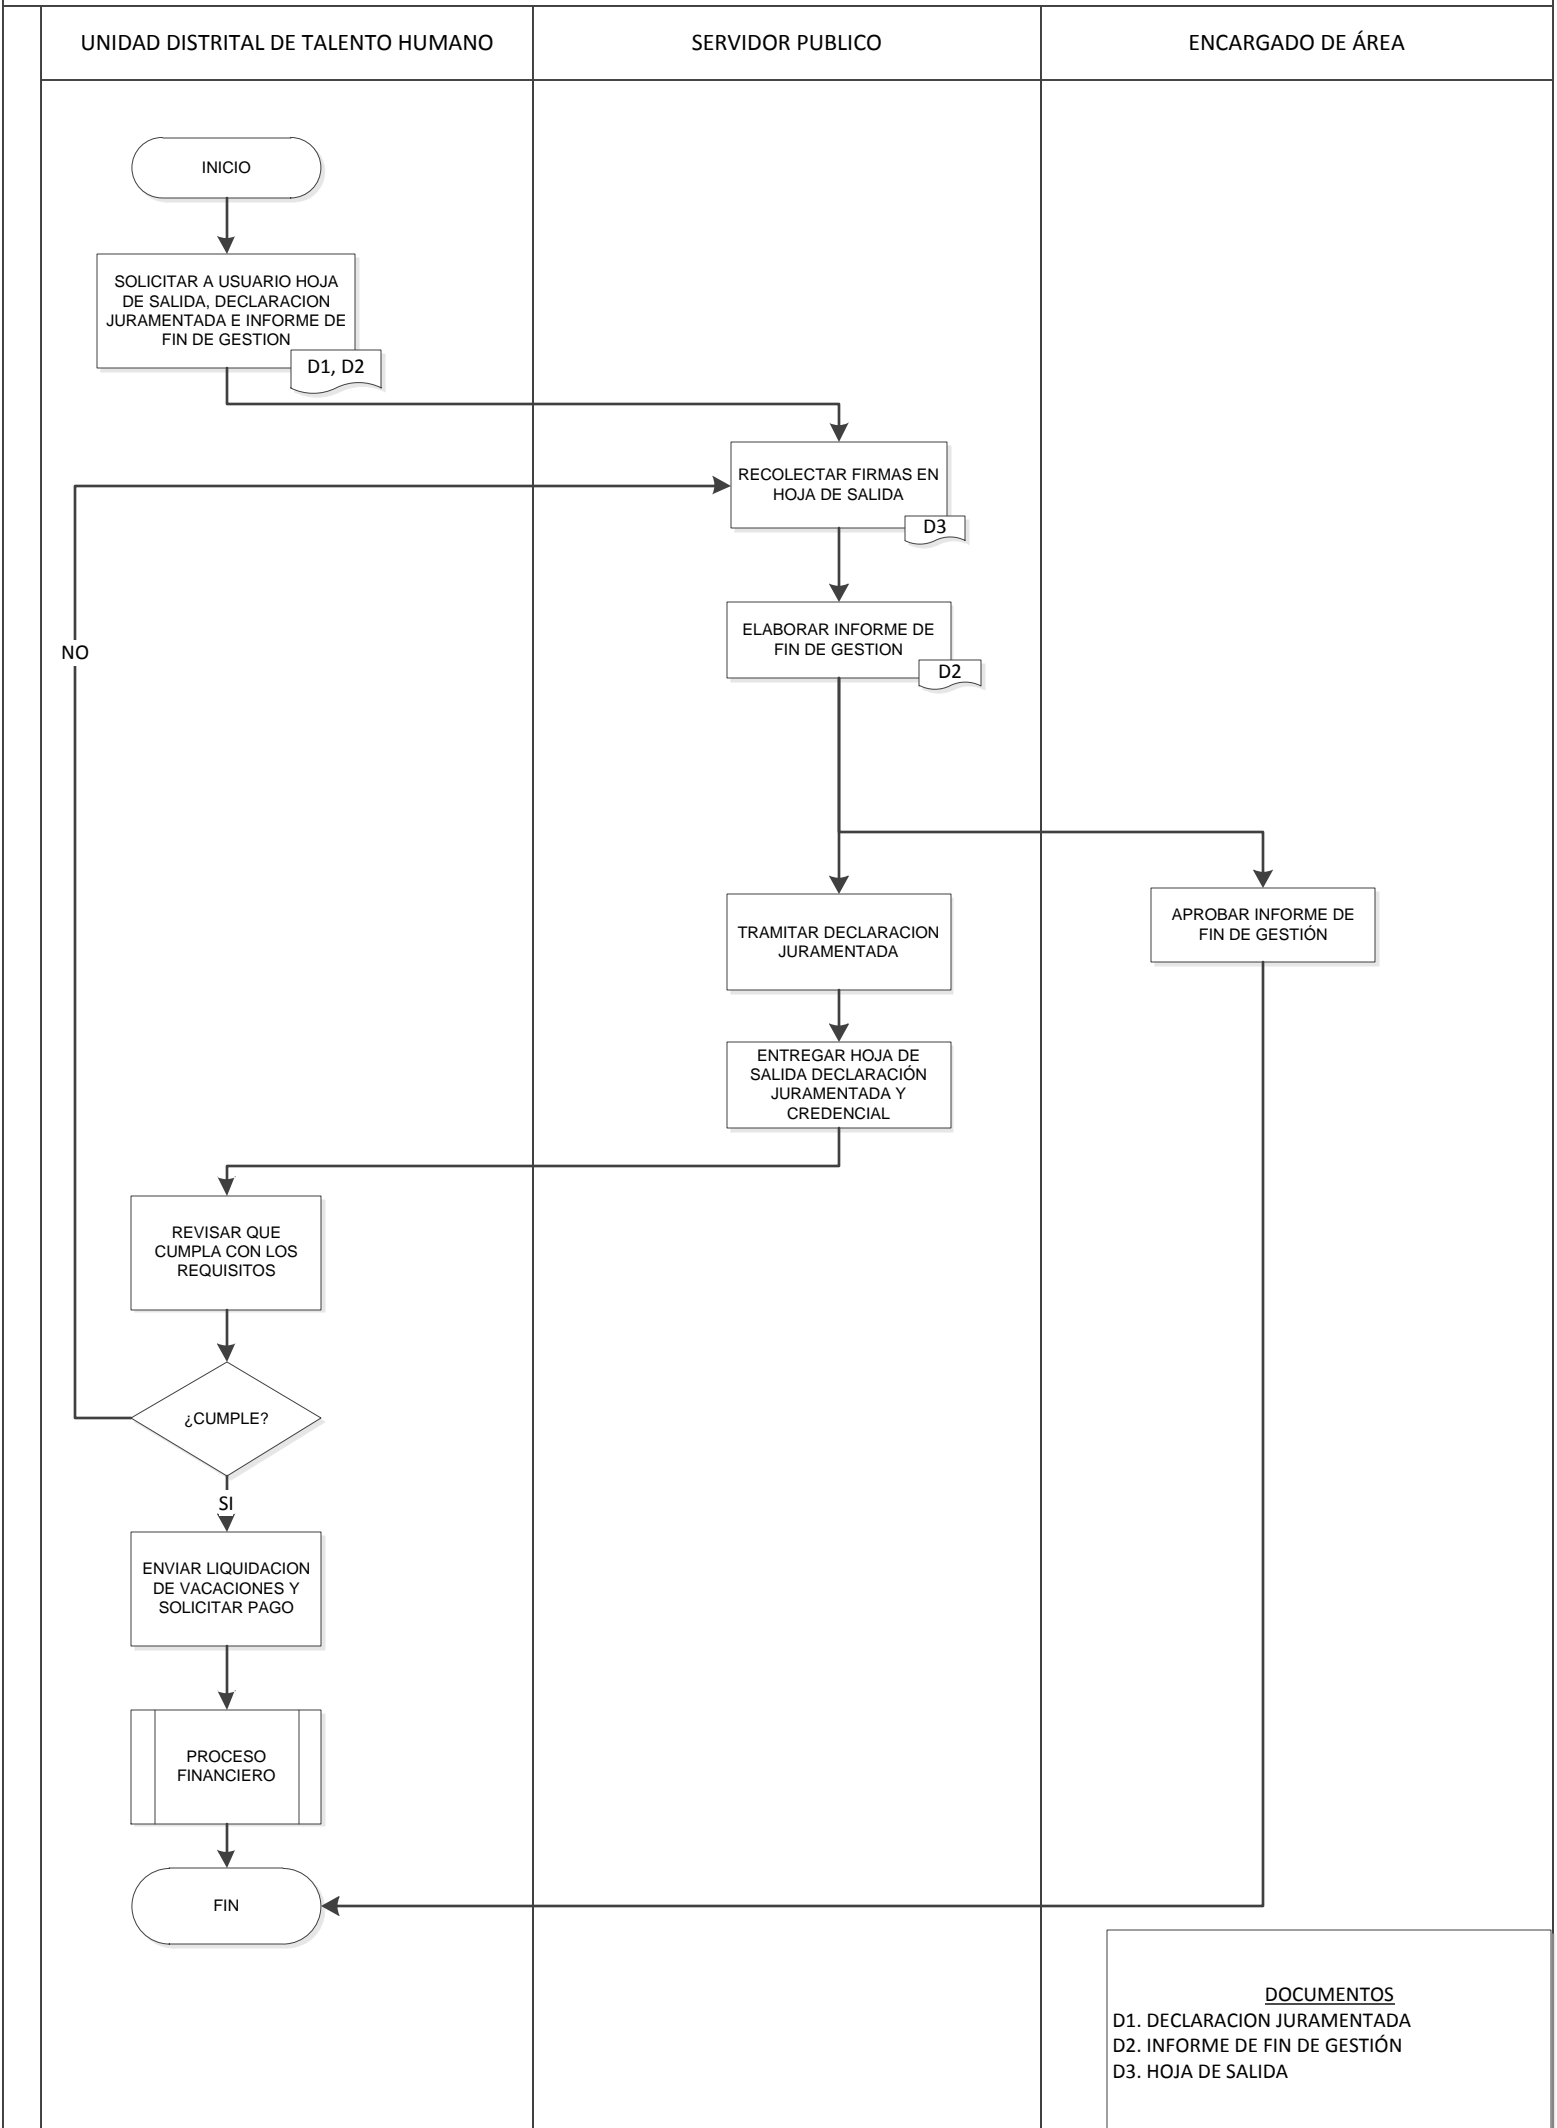 UNIDAD DISTRITAL DE TALENTO HUMANO
SERVIDOR PUBLICO
ENCARGADO DE ÁREA
INICIO
SOLICITAR A USUARIO HOJA
DE SALIDA, DECLARACION
JURAMENTADA E INFORME DE
FIN DE GESTION
D1, D2
RECOLECTAR FIRMAS EN
HOJA DE SALIDA
D3
ELABORAR INFORME DE
FIN DE GESTION
D2
NO
TRAMITAR DECLARACION
JURAMENTADA
APROBAR INFORME DE
FIN DE GESTIÓN
ENTREGAR HOJA DE
SALIDA DECLARACIÓN
JURAMENTADA Y
CREDENCIAL
REVISAR QUE
CUMPLA CON LOS
REQUISITOS
¿CUMPLE?
SI
ENVIAR LIQUIDACION
DE VACACIONES Y
SOLICITAR PAGO
PROCESO
FINANCIERO
FIN
DOCUMENTOS
D1. DECLARACION JURAMENTADA
D2. INFORME DE FIN DE GESTIÓN
D3. HOJA DE SALIDA